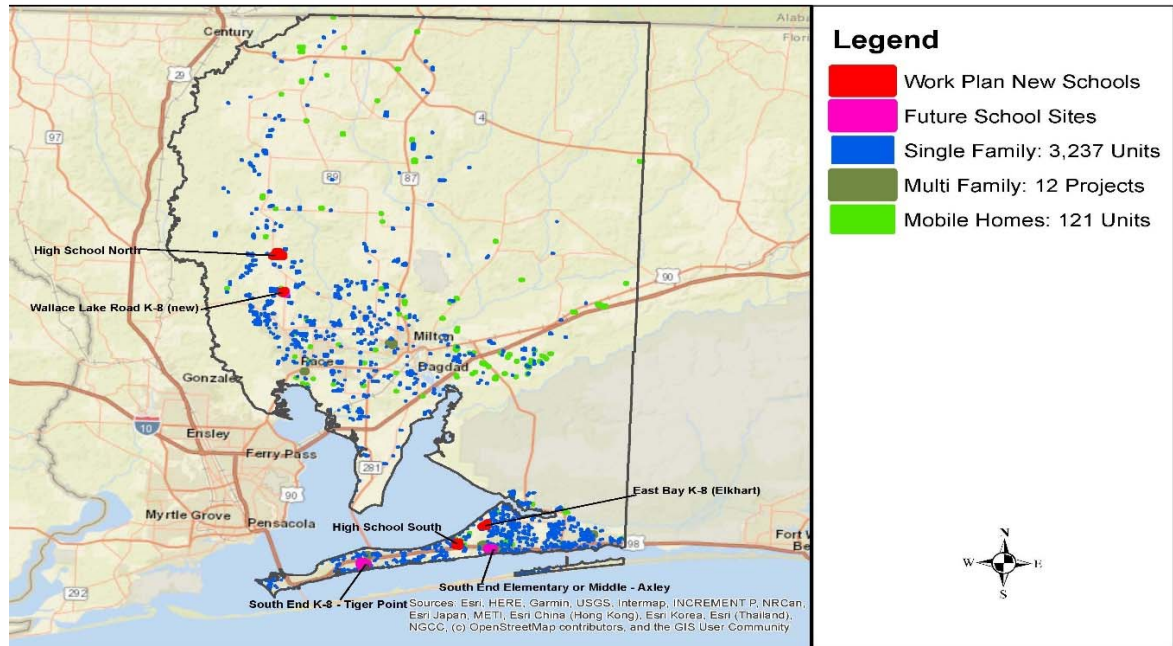 Century
Alaba
Flori
29
97
4
89
87
High School North
Wallace Lake Road K-8 (new)
90
Milton
Pace
Bagdad
Gonzalez
10
Ensley
Ferry Pass
281
90
Myrtle Grove
Pensacola
East Bay K-8 (Elkhart)
High School South
98
Fort W
Be
292
South End Elementary or Middle - Axley
South End K-8 - Tiger Point
Sources: Esri, HERE, Garmin, USGS, Intermap, INCREMENT P, NRCan,
Esri Japan, METI, Esri China (Hong Kong), Esri Korea, Esri (Thailand),
NGCC, (c) OpenStreetMap contributors, and the GIS User Community
Legend
Work Plan New Schools
Future School Sites
Single Family: 3,237 Units
Multi Family: 12 Projects
Mobile Homes: 121 Units
N
W E
S